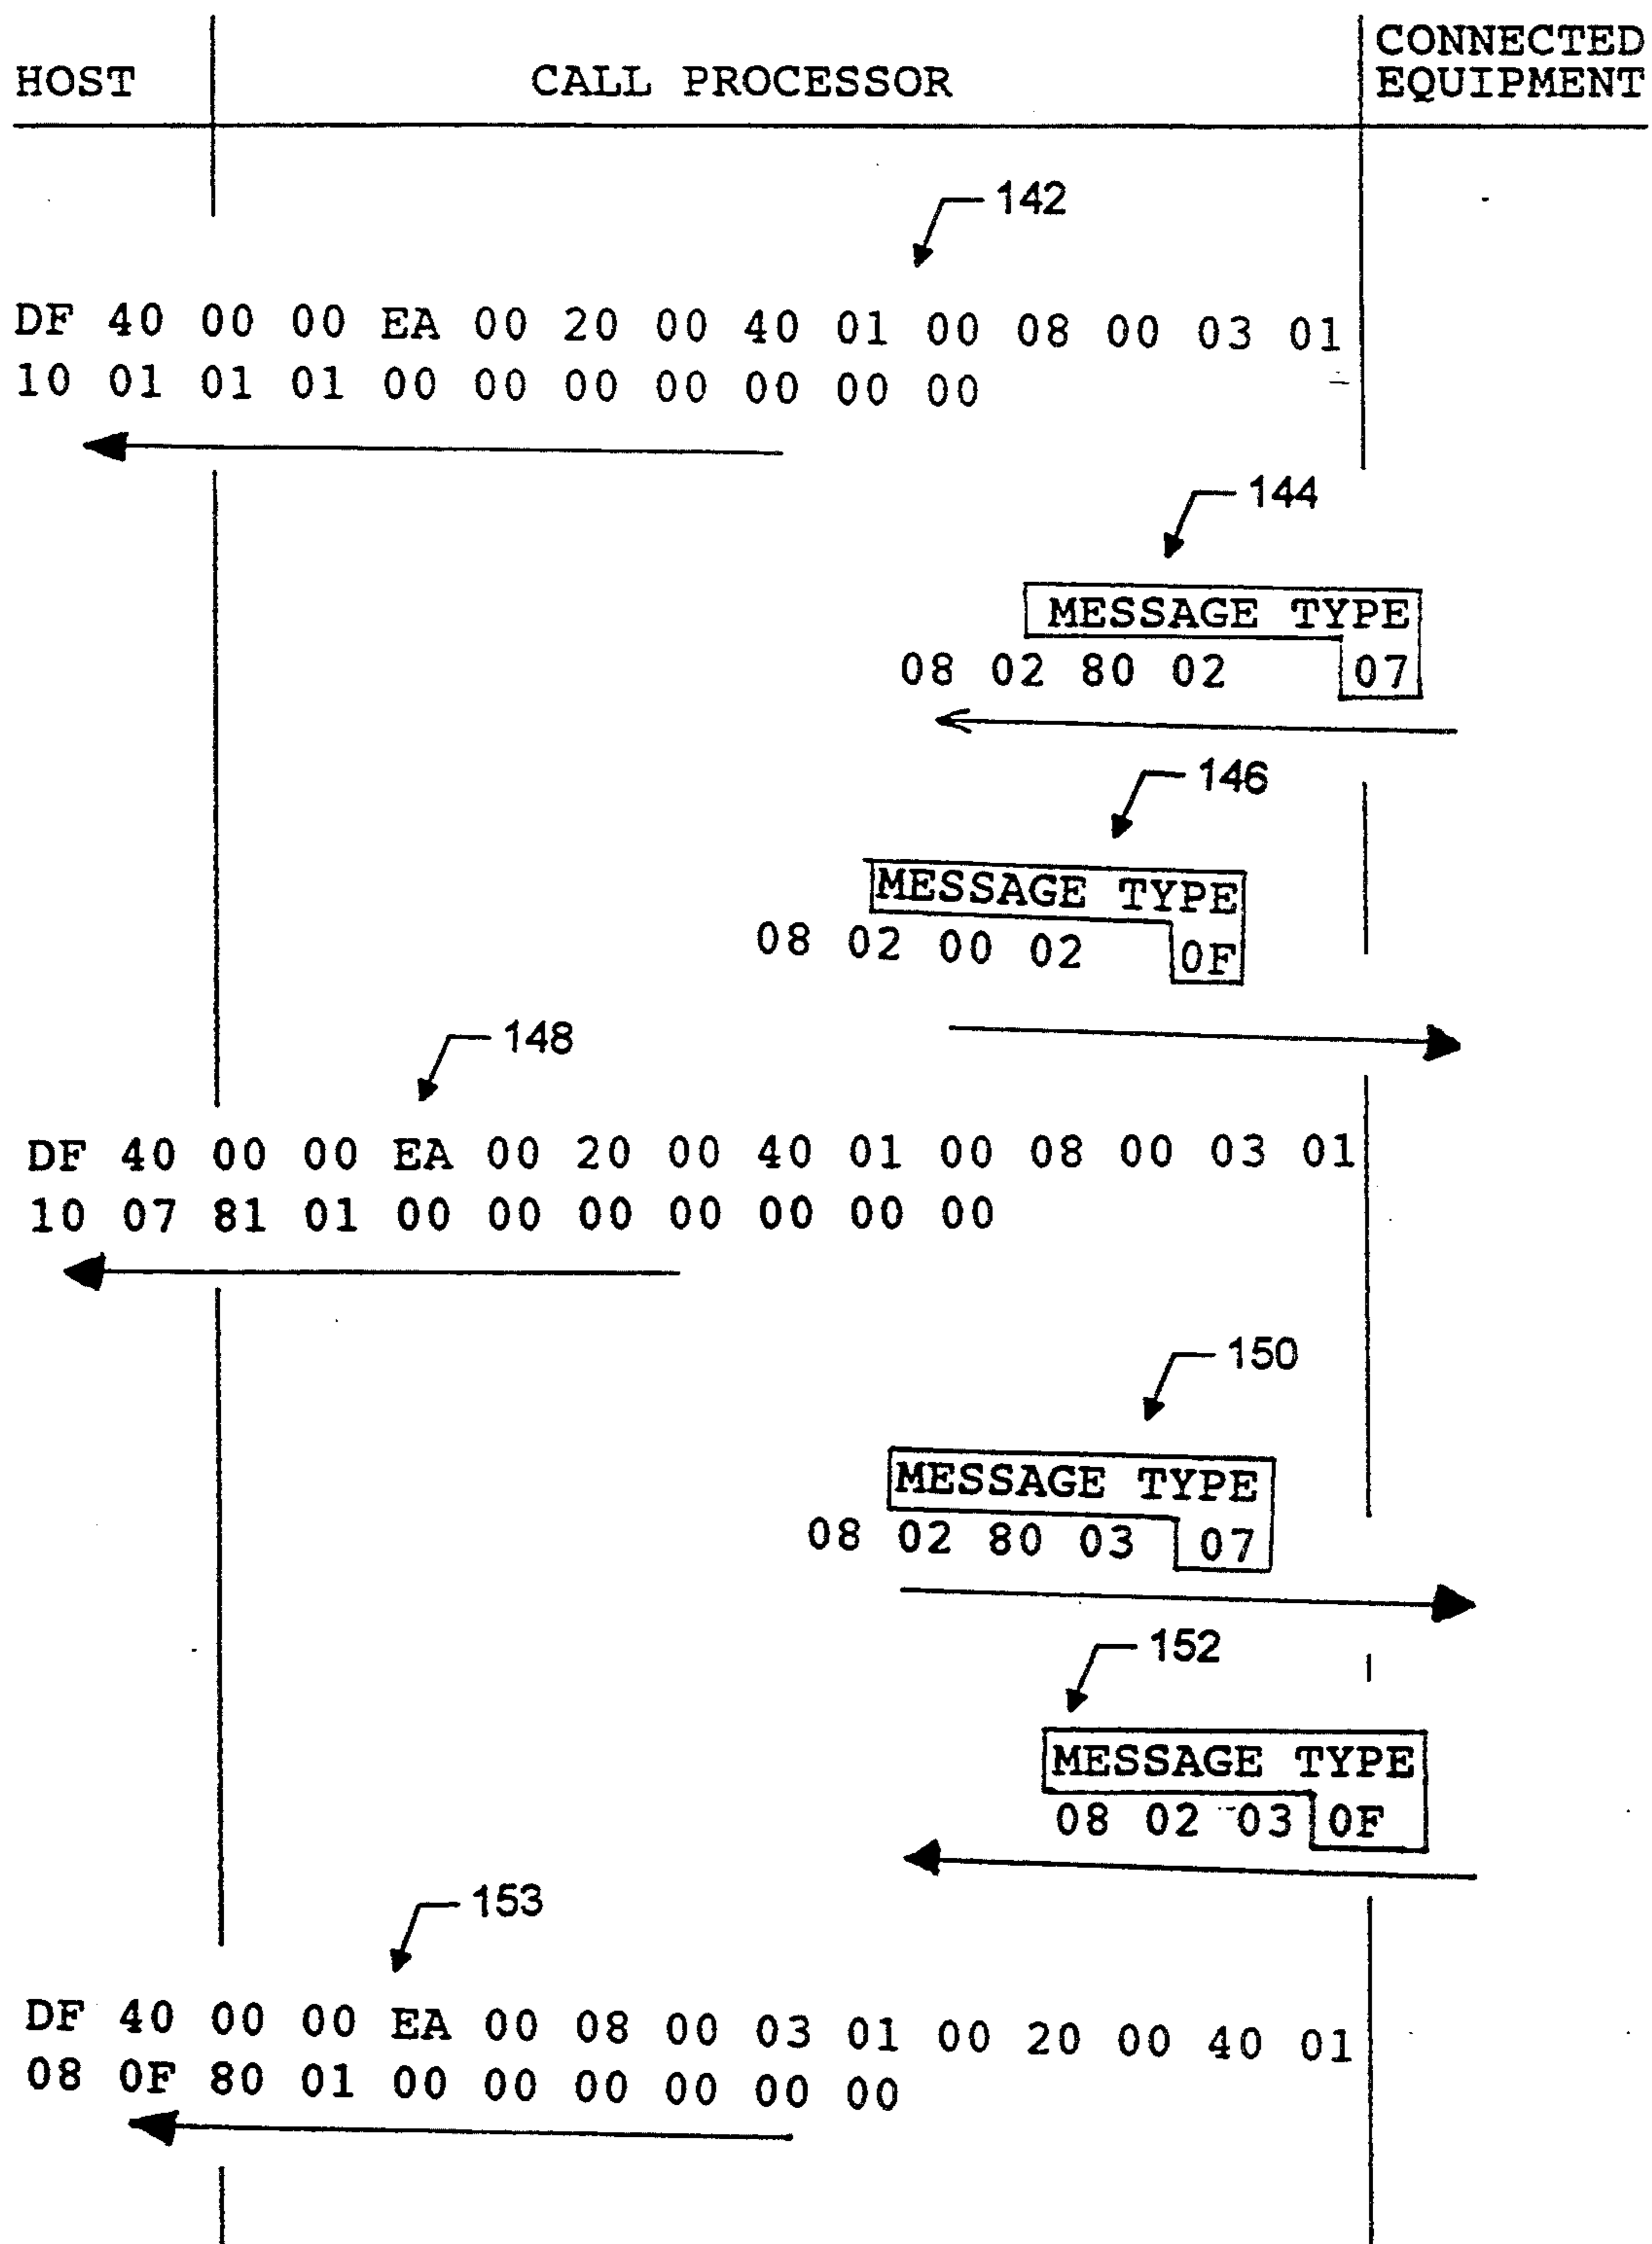 HOST
CALL PROCESSOR
CONNECTED
EQUIPMENT
142
DF 40 00 00 EA 00 20 00 40 01 00 08 00 03 01
10 01 01 01 00 00 00 00 00 00 00
144
MESSAGE TYPE
08 02 80 02 07
146
MESSAGE TYPE
08 02 00 02 0F
148
DF 40 00 00 EA 00 20 00 40 01 00 08 00 03 01
10 07 81 01 00 00 00 00 00 00 00
150
MESSAGE TYPE
08 02 80 03 07
152
MESSAGE TYPE
08 02 03 0F
153
DF 40 00 00 EA 00 08 00 03 01 00 20 00 40 01
08 0F 80 01 00 00 00 00 00 00